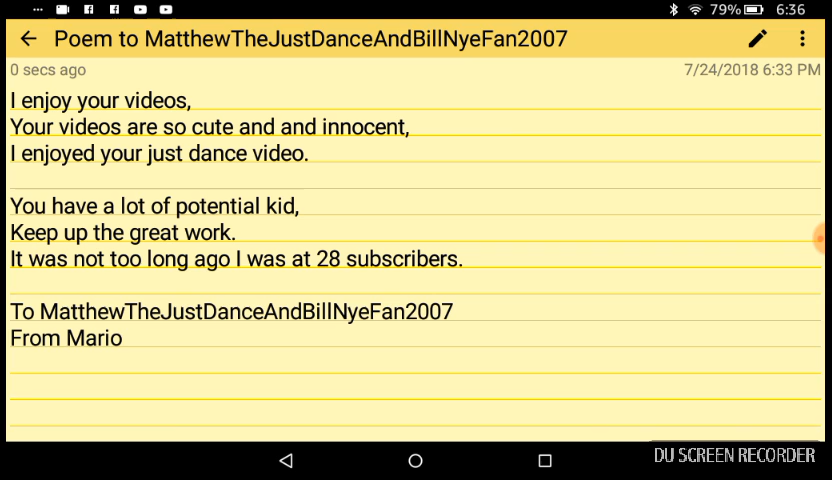 79% 6:36
Poem to MatthewTheJustDanceAndBillNyeFan2007
0 secs ago 7/24/2018 6:33 PM
I enjoy your videos,
Your videos are so cute and and innocent,
I enjoyed your just dance video.
You have a lot of potential kid,
Keep up the great work.
It was not too long ago I was at 28 subscribers.
To MatthewTheJustDanceAndBillNyeFan2007
From Mario
DU SCREEN RECORDER